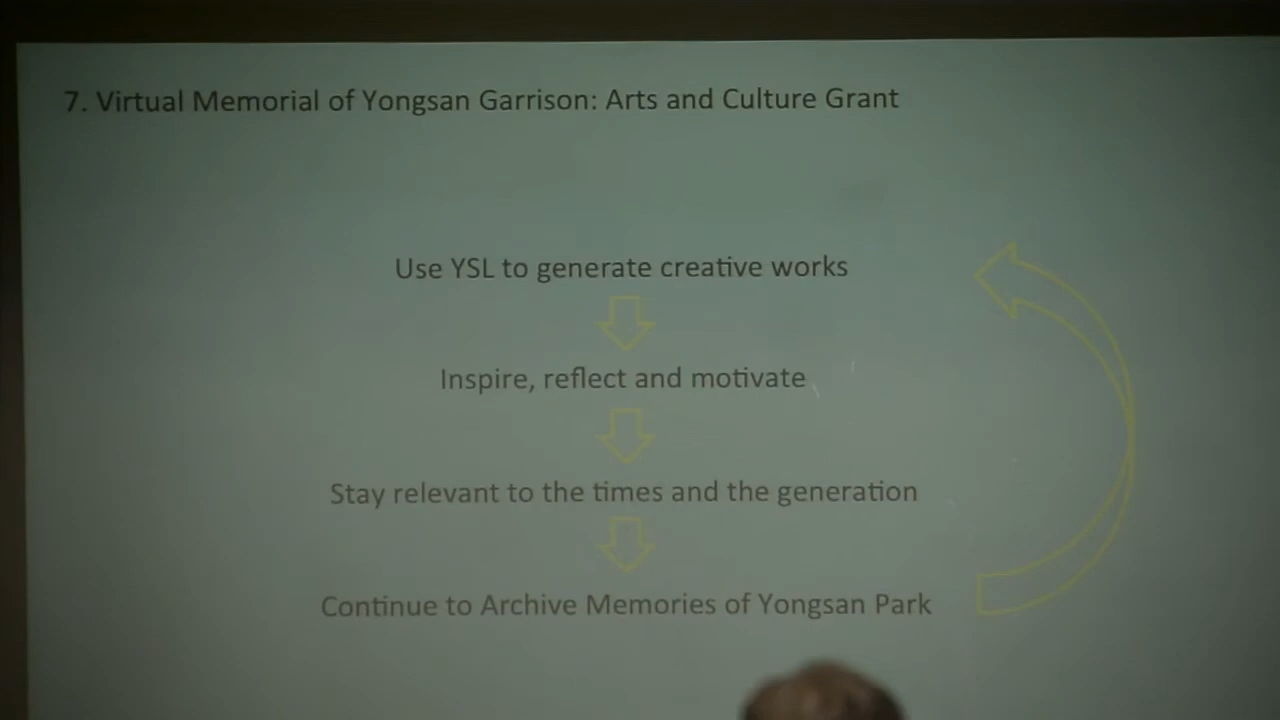 7. Virtual Memorial of Yongsan Garrison: Arts and Culture Grant
Use YSL to generate creative works
Inspire, reflect and motivate
Stay relevant to the times and the generation
Continue to Archive Memories of Yongsan Park